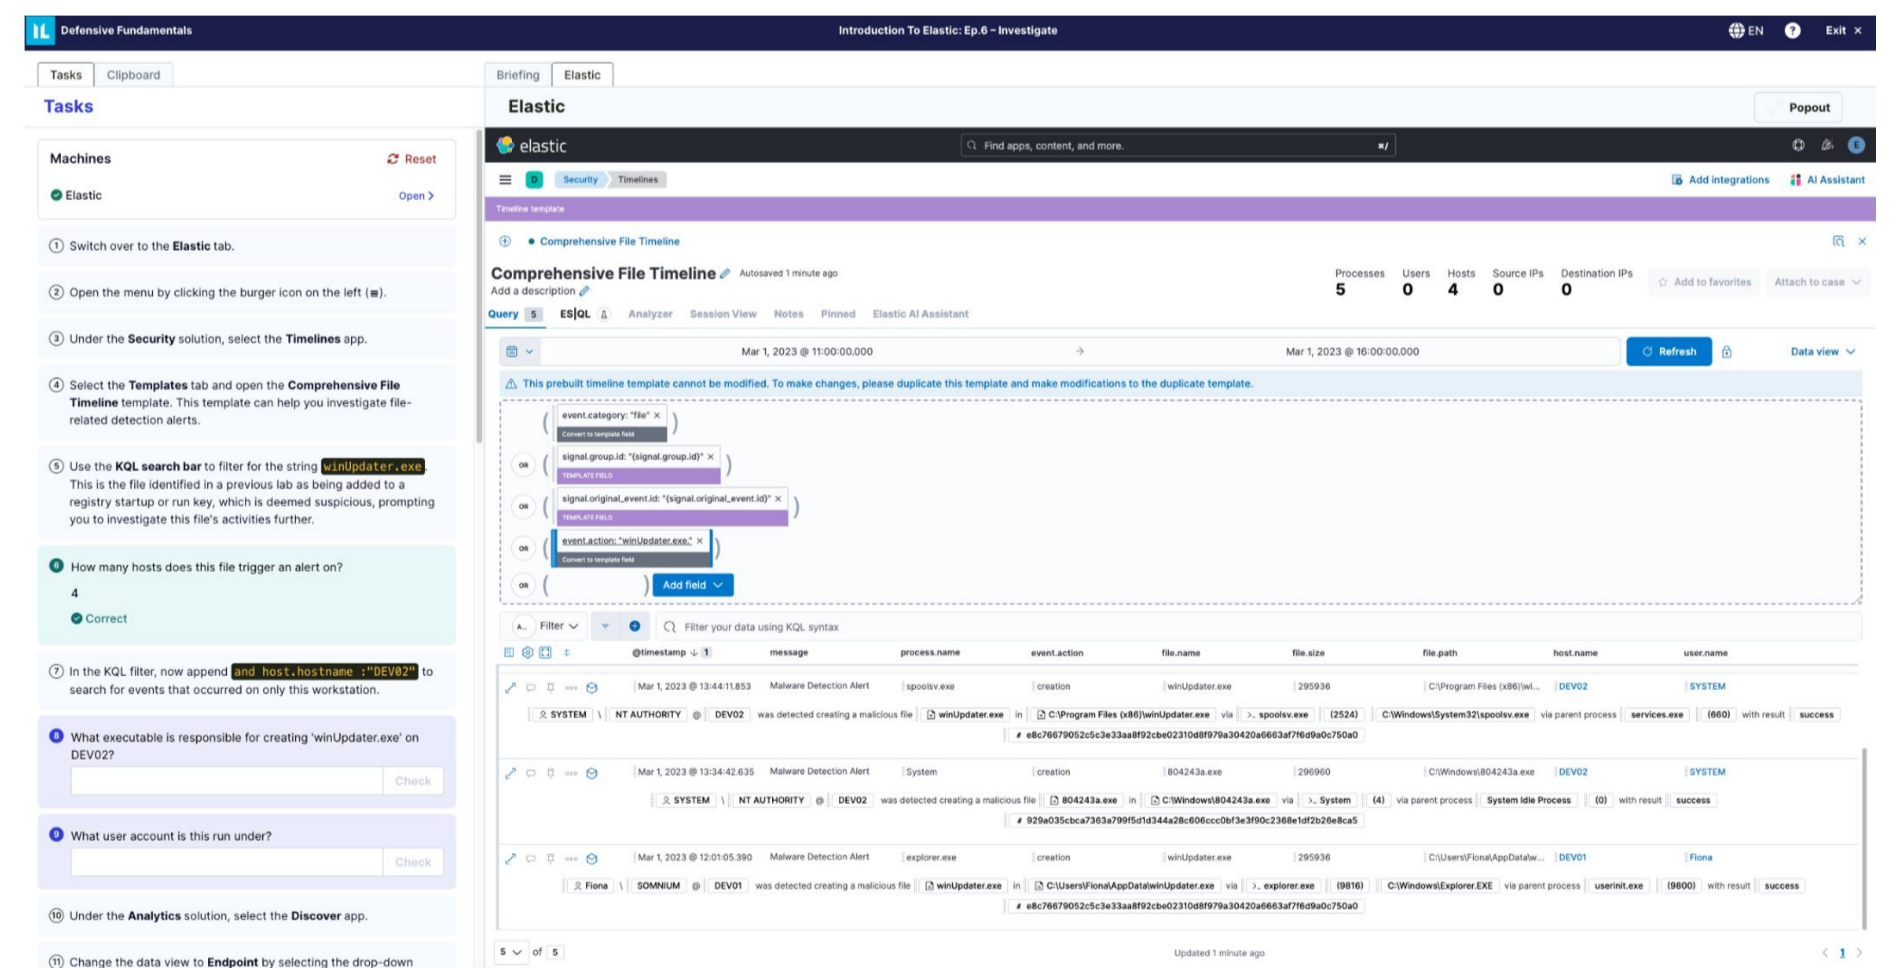 Defensive Fundamentals
Introduction To Elastic: Ep.6 – Investigate
EN ? Exit ×
Tasks Clipboard
Briefing Elastic
Tasks
Elastic
Popout
Machines
Reset
Elastic
Open >
1 Switch over to the Elastic tab.
2 Open the menu by clicking the burger icon on the left (≡).
3 Under the Security solution, select the Timelines app.
4 Select the Templates tab and open the Comprehensive File
Timeline template. This template can help you investigate file-
related detection alerts.
5 Use the KQL search bar to filter for the string winUpdater.exe.
This is the file identified in a previous lab as being added to a
registry startup or run key, which is deemed suspicious, prompting
you to investigate this file's activities further.
6 How many hosts does this file trigger an alert on?
4
Correct
7 In the KQL filter, now append and host.hostname :"DEV02" to
search for events that occurred on only this workstation.
8 What executable is responsible for creating 'winUpdater.exe' on
DEV02?
Check
9 What user account is this run under?
Check
10 Under the Analytics solution, select the Discover app.
11 Change the data view to Endpoint by selecting the drop-down
elastic
Find apps, content, and more.
⌘/
E
D Security Timelines
Add integrations AI Assistant
Timeline template
Comprehensive File Timeline
Comprehensive File Timeline Autosaved 1 minute ago
Add a description
Processes Users Hosts Source IPs Destination IPs
5 0 4 0 0
Add to favorites Attach to case
Query 5 ES|QL Analyzer Session View Notes Pinned Elastic AI Assistant
Mar 1, 2023 @ 11:00:00.000 → Mar 1, 2023 @ 16:00:00.000
Refresh Data view
This prebuilt timeline template cannot be modified. To make changes, please duplicate this template and make modifications to the duplicate template.
( event.category: "file" × )
Convert to template field
OR ( signal.group.id: "{signal.group.id}" × )
TEMPLATE FIELD
OR ( signal.original_event.id: "{signal.original_event.id}" × )
TEMPLATE FIELD
OR ( event.action: "winUpdater.exe." × )
Convert to template field
OR ( ) Add field
A.. Filter Filter your data using KQL syntax
@timestamp ↓ 1 message process.name event.action file.name file.size file.path host.name user.name
Mar 1, 2023 @ 13:44:11.853 Malware Detection Alert spoolsv.exe creation winUpdater.exe 295936 C:\Program Files (x86)\wi... DEV02 SYSTEM
SYSTEM \ NT AUTHORITY @ DEV02 was detected creating a malicious file winUpdater.exe in C:\Program Files (x86)\winUpdater.exe via >_ spoolsv.exe (2524) C:\Windows\System32\spoolsv.exe via parent process services.exe (660) with result success
# e8c76679052c5c3e33aa8f92cbe02310d8f979a30420a6663af7f6d9a0c750a0
Mar 1, 2023 @ 13:34:42.635 Malware Detection Alert System creation 804243a.exe 296960 C:\Windows\804243a.exe DEV02 SYSTEM
SYSTEM \ NT AUTHORITY @ DEV02 was detected creating a malicious file 804243a.exe in C:\Windows\804243a.exe via >_ System (4) via parent process System Idle Process (0) with result success
# 929a035cbca7363a799f5d1d344a28c606ccc0bf3e3f90c2368e1df2b26e8ca5
Mar 1, 2023 @ 12:01:05.390 Malware Detection Alert explorer.exe creation winUpdater.exe 295936 C:\Users\Fiona\AppData\w... DEV01 Fiona
Fiona \ SOMNIUM @ DEV01 was detected creating a malicious file winUpdater.exe in C:\Users\Fiona\AppData\winUpdater.exe via >_ explorer.exe (9816) C:\Windows\Explorer.EXE via parent process userinit.exe (9800) with result success
# e8c76679052c5c3e33aa8f92cbe02310d8f979a30420a6663af7f6d9a0c750a0
5 of 5
Updated 1 minute ago
< 1 >